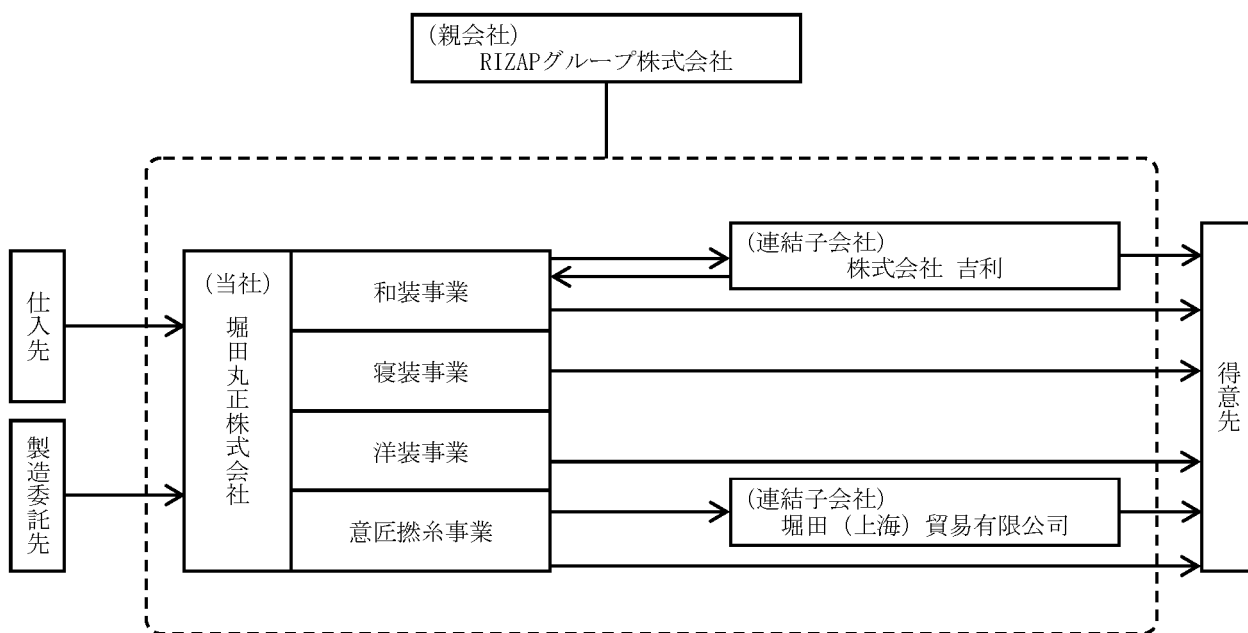 (親会社)
RIZAPグループ株式会社
仕入先
製造委託先
(当社)
堀田丸正株式会社
和装事業
寝装事業
洋装事業
意匠撚糸事業
(連結子会社)
株式会社 吉利
(連結子会社)
堀田（上海）貿易有限公司
得意先